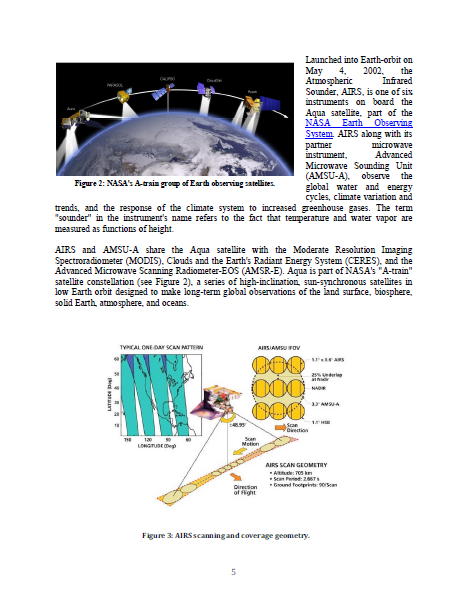 Launched into Earth-orbit on
May 4, 2002, the
Atmospheric Infrared
Sounder, AIRS, is one of six
instruments on board the
Aqua satellite, part of the
NASA Earth Observing
System. AIRS along with its
partner microwave
instrument, Advanced
Microwave Sounding Unit
(AMSU-A), observe the
global water and energy
cycles, climate variation and
PARASOL
CALIPSO
CloudSat
Aqua
Aura
Figure 2: NASA's A-train group of Earth observing satellites.
trends, and the response of the climate system to increased greenhouse gases. The term
"sounder" in the instrument's name refers to the fact that temperature and water vapor are
measured as functions of height.
AIRS and AMSU-A share the Aqua satellite with the Moderate Resolution Imaging
Spectroradiometer (MODIS), Clouds and the Earth's Radiant Energy System (CERES), and the
Advanced Microwave Scanning Radiometer-EOS (AMSR-E). Aqua is part of NASA's "A-train"
satellite constellation (see Figure 2), a series of high-inclination, sun-synchronous satellites in
low Earth orbit designed to make long-term global observations of the land surface, biosphere,
solid Earth, atmosphere, and oceans.
TYPICAL ONE-DAY SCAN PATTERN
LATITUDE (Deg)
60
50
40
30
20
10
150 120 90 60
LONGITUDE (Deg)
AIRS/AMSU IFOV
1.1° x 0.6° AIRS
25% Underlap
at Nadir
NADIR
3.3° AMSU-A
1.1° HSB
±48.95°
Scan
Direction
Scan
Motion
Direction
of Flight
AIRS SCAN GEOMETRY
• Altitude: 705 km
• Scan Period: 2.667 s
• Ground Footprints: 90/Scan
Figure 3: AIRS scanning and coverage geometry.
5